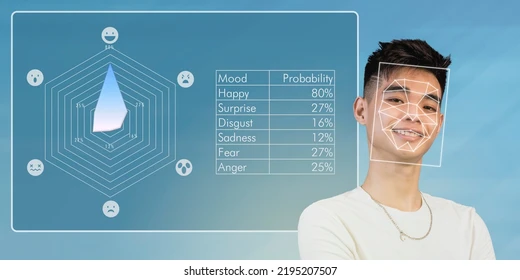 Mood Probability
Happy 80%
Surprise 27%
Disgust 16%
Sadness 12%
Fear 27%
Anger 25%
shutterstock.com · 2195207507